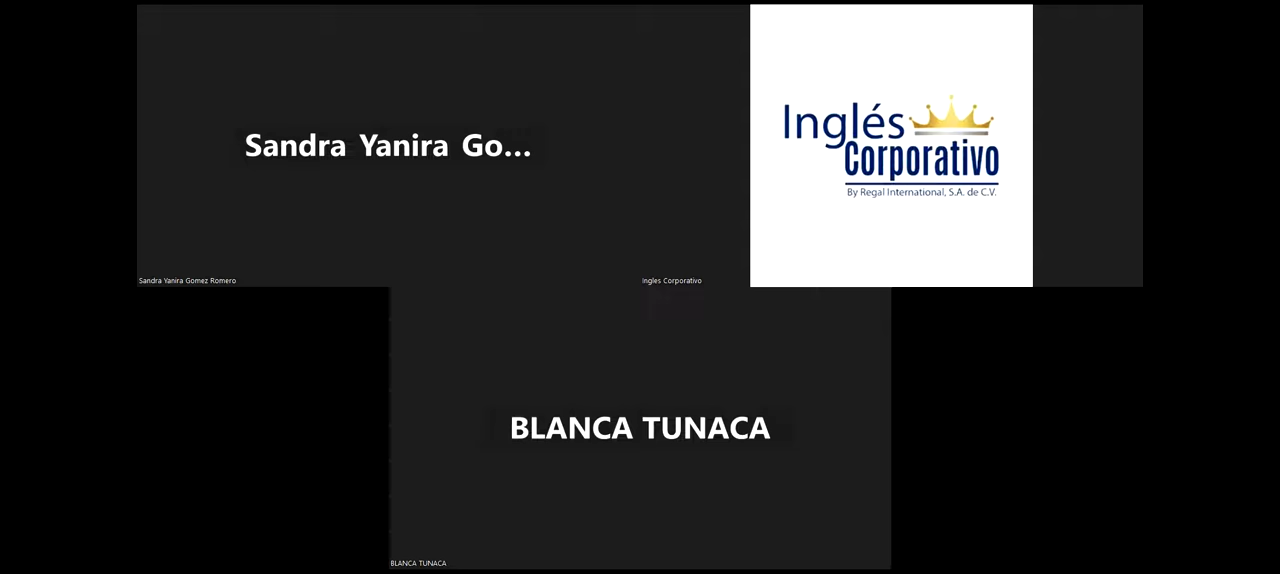 Sandra Yanira Go...
Inglés
Corporativo
By Regal International, S.A. de C.V.
Sandra Yanira Gomez Romero
Ingles Corporativo
BLANCA TUNACA
BLANCA TUNACA